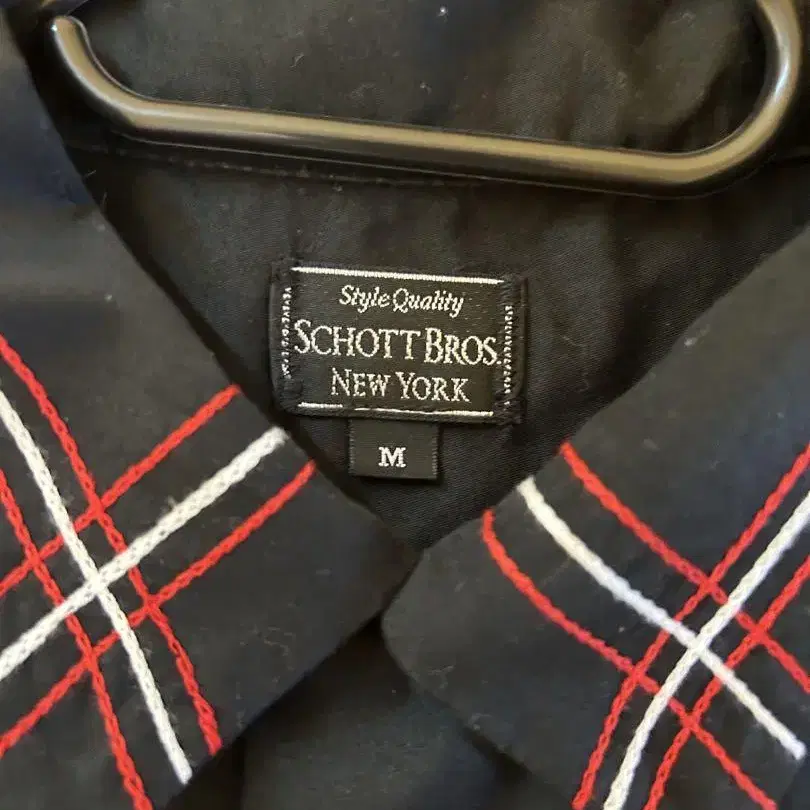 Style Quality
SCHOTT BROS.
NEW YORK
M